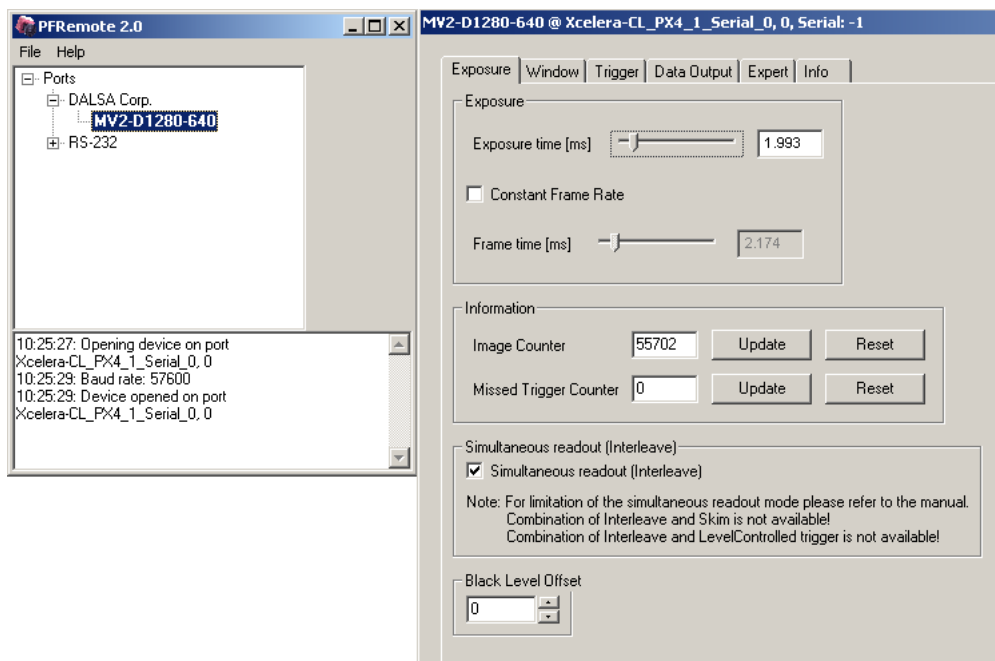 PFRemote 2.0
File Help
Ports
DALSA Corp.
MV2-D1280-640
RS-232
10:25:27: Opening device on port
Xcelera-CL_PX4_1_Serial_0, 0
10:25:29: Baud rate: 57600
10:25:29: Device opened on port
Xcelera-CL_PX4_1_Serial_0, 0
MV2-D1280-640 @ Xcelera-CL_PX4_1_Serial_0, 0, Serial: -1
Exposure Window Trigger Data Output Expert Info
Exposure
Exposure time [ms] 1.993
Constant Frame Rate
Frame time [ms] 2.174
Information
Image Counter 55702 Update Reset
Missed Trigger Counter 0 Update Reset
Simultaneous readout (Interleave)
Simultaneous readout (Interleave)
Note: For limitation of the simultaneous readout mode please refer to the manual.
Combination of Interleave and Skim is not available!
Combination of Interleave and LevelControlled trigger is not available!
Black Level Offset
0